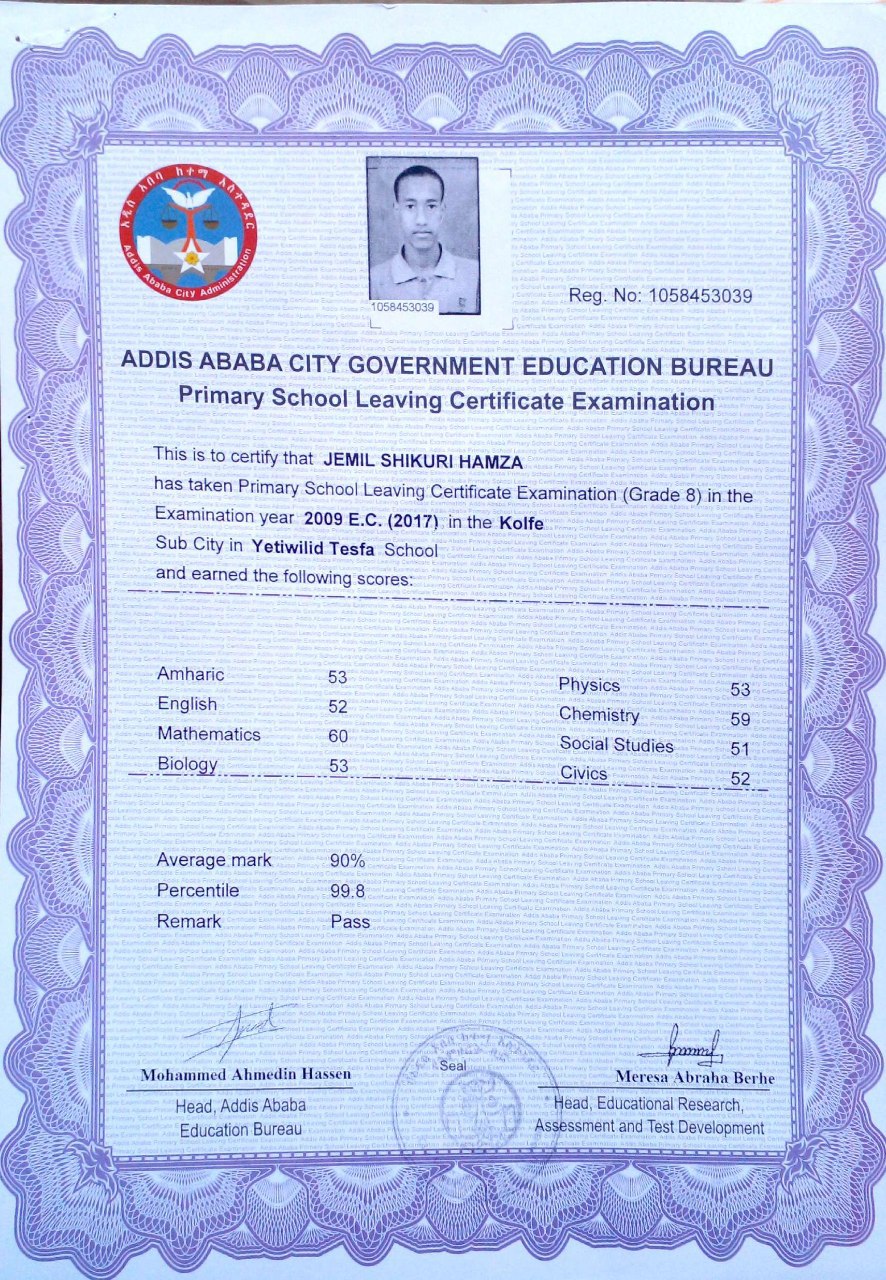 አዲስ አበባ ከተማ አስተዳደር
Addis Ababa City Administration
1058453039
Reg. No: 1058453039
ADDIS ABABA CITY GOVERNMENT EDUCATION BUREAU
Primary School Leaving Certificate Examination
This is to certify that JEMIL SHIKURI HAMZA
has taken Primary School Leaving Certificate Examination (Grade 8) in the
Examination year 2009 E.C. (2017) in the Kolfe
Sub City in Yetiwilid Tesfa School
and earned the following scores:
Amharic 53
English 52
Mathematics 60
Biology 53
Physics 53
Chemistry 59
Social Studies 51
Civics 52
Average mark 90%
Percentile 99.8
Remark Pass
Seal
Mohammed Ahmedin Hassen
Head, Addis Ababa
Education Bureau
Meresa Abraha Berhe
Head, Educational Research,
Assessment and Test Development